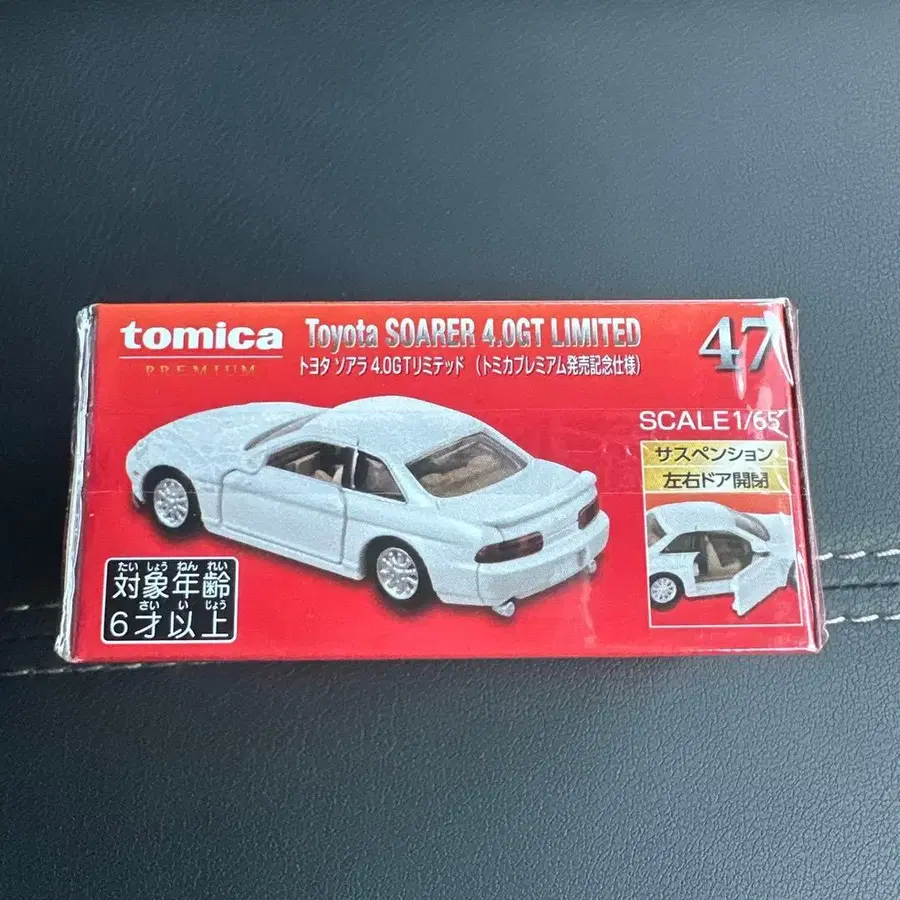 tomica
PREMIUM
Toyota SOARER 4.0GT LIMITED
トヨタ ソアラ 4.0GTリミテッド （トミカプレミアム発売記念仕様）
47
SCALE 1/65
サスペンション
左右ドア開閉
たい しょう ねん れい
対象年齢
さい い じょう
6才以上